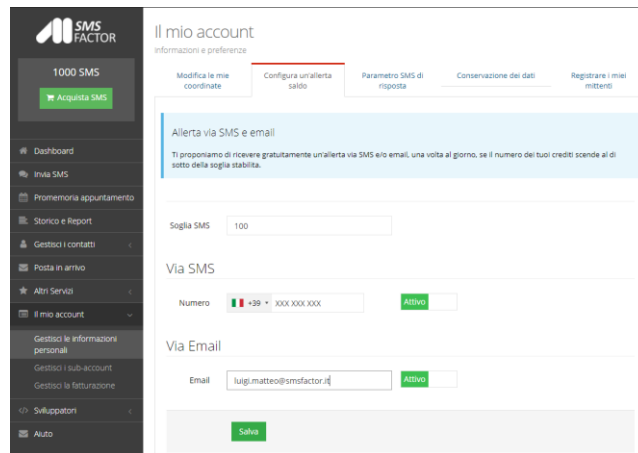 SMS
FACTOR
1000 SMS
Acquista SMS
Dashboard
Invia SMS
Promemoria appuntamento
Storico e Report
Gestisci i contatti
Posta in arrivo
Altri Servizi
Il mio account
Gestisci le informazioni
personali
Gestisci i sub-account
Gestisci la fatturazione
Sviluppatori
Aiuto
Il mio account
Informazioni e preferenze
Modifica le mie
coordinate
Configura un'allerta
saldo
Parametro SMS di
risposta
Conservazione dei dati
Registrare i miei
mittenti
Allerta via SMS e email
Ti proponiamo di ricevere gratuitamente un'allerta via SMS e/o email, una volta al giorno, se il numero dei tuoi crediti scende al di
sotto della soglia stabilita.
Soglia SMS 100
Via SMS
Numero +39 XXX XXX XXX Attivo
Via Email
Email luigi.matteo@smsfactor.it Attivo
Salva